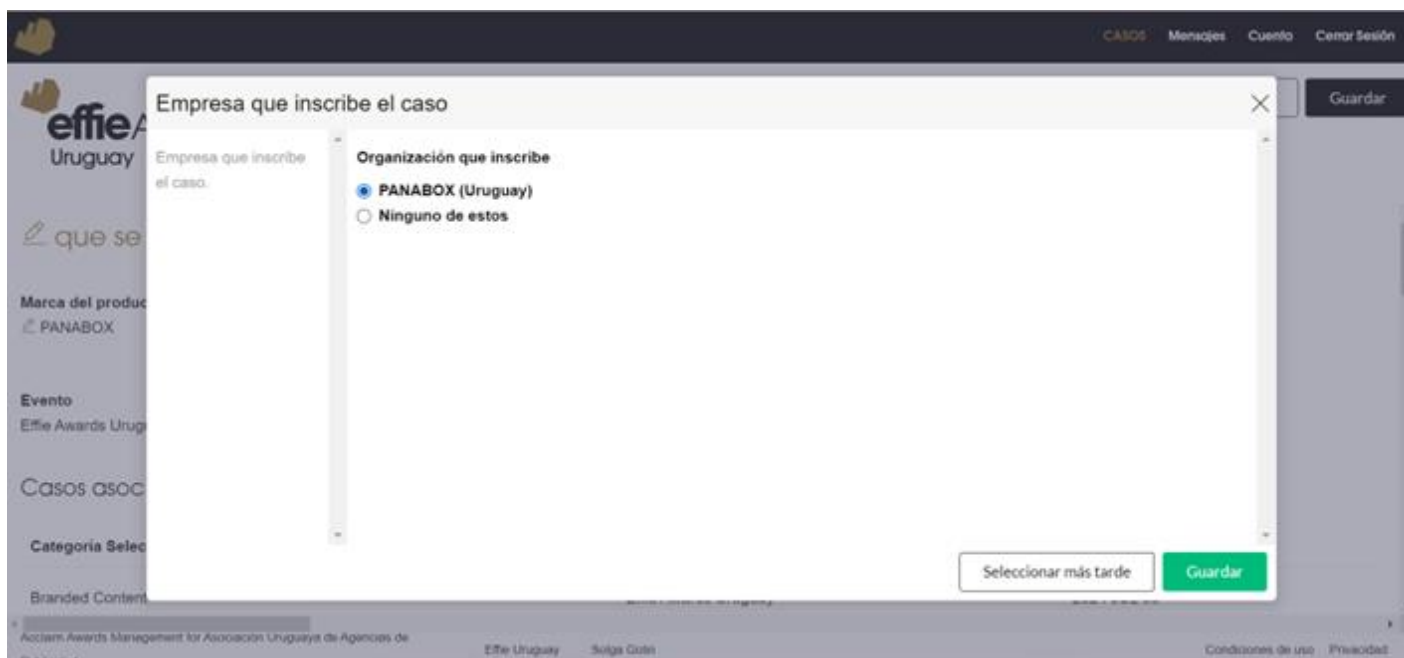 CASOS Mensajes Cuenta Cerrar Sesión
effie A
Uruguay
Guardar
Empresa que inscribe el caso
Empresa que inscribe
el caso.
Organización que inscribe
PANABOX (Uruguay)
Ninguno de estos
que se
Marca del produc
PANABOX
Evento
Effie Awards Urug
Casos asoc
Categoría Selec
Branded Content
Seleccionar más tarde Guardar
Acclaim Awards Management for Asociación Uruguaya de Agencias de
Effie Uruguay
Condiciones de uso Privacidad